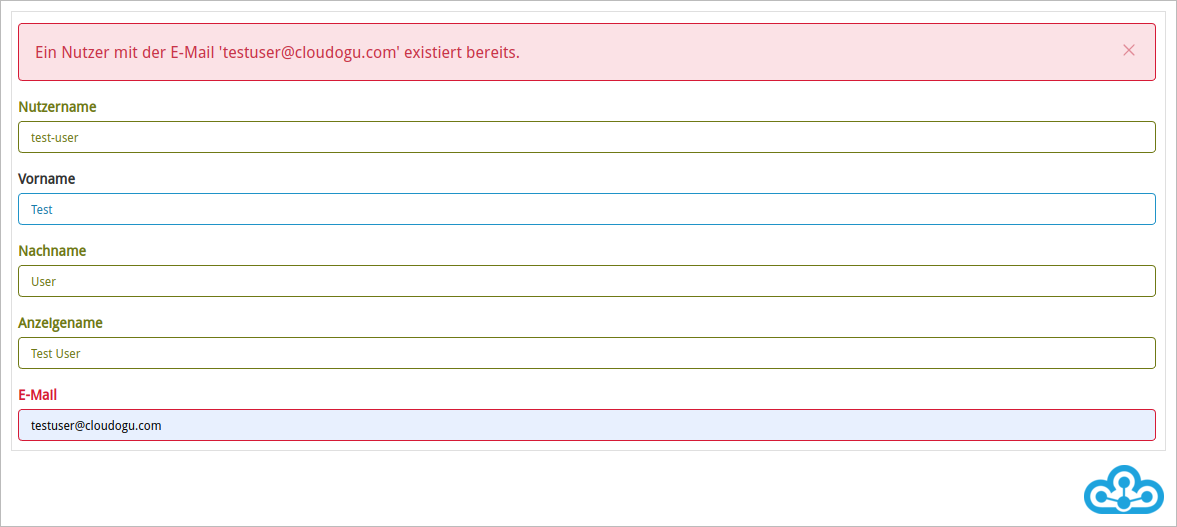 Ein Nutzer mit der E-Mail 'testuser@cloudogu.com' existiert bereits.
Nutzername
test-user
Vorname
Test
Nachname
User
Anzeigename
Test User
E-Mail
testuser@cloudogu.com